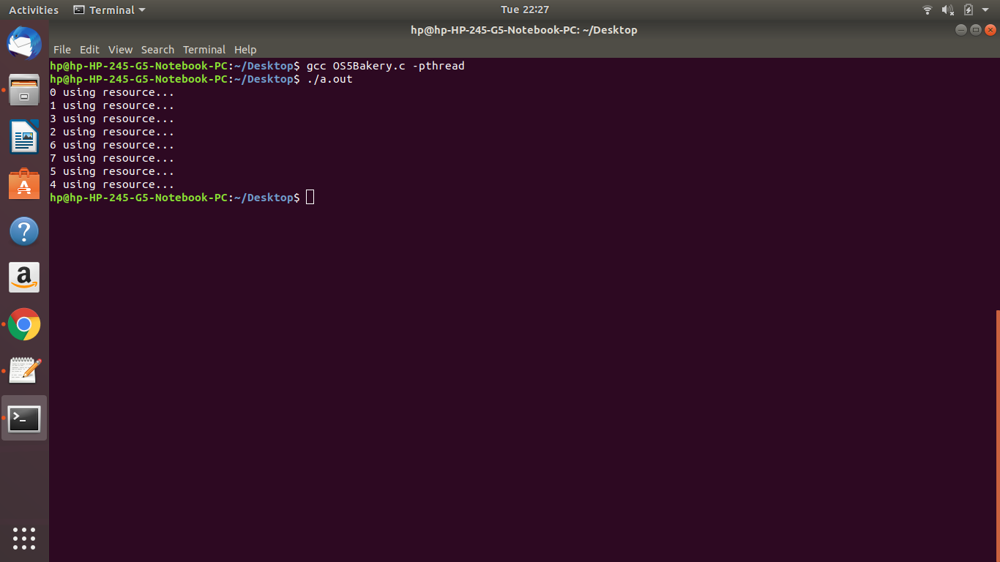 Activities Terminal Tue 22:27
hp@hp-HP-245-G5-Notebook-PC: ~/Desktop
File Edit View Search Terminal Help
hp@hp-HP-245-G5-Notebook-PC:~/Desktop$ gcc OS5Bakery.c -pthread
hp@hp-HP-245-G5-Notebook-PC:~/Desktop$ ./a.out
0 using resource...
1 using resource...
3 using resource...
2 using resource...
6 using resource...
7 using resource...
5 using resource...
4 using resource...
hp@hp-HP-245-G5-Notebook-PC:~/Desktop$